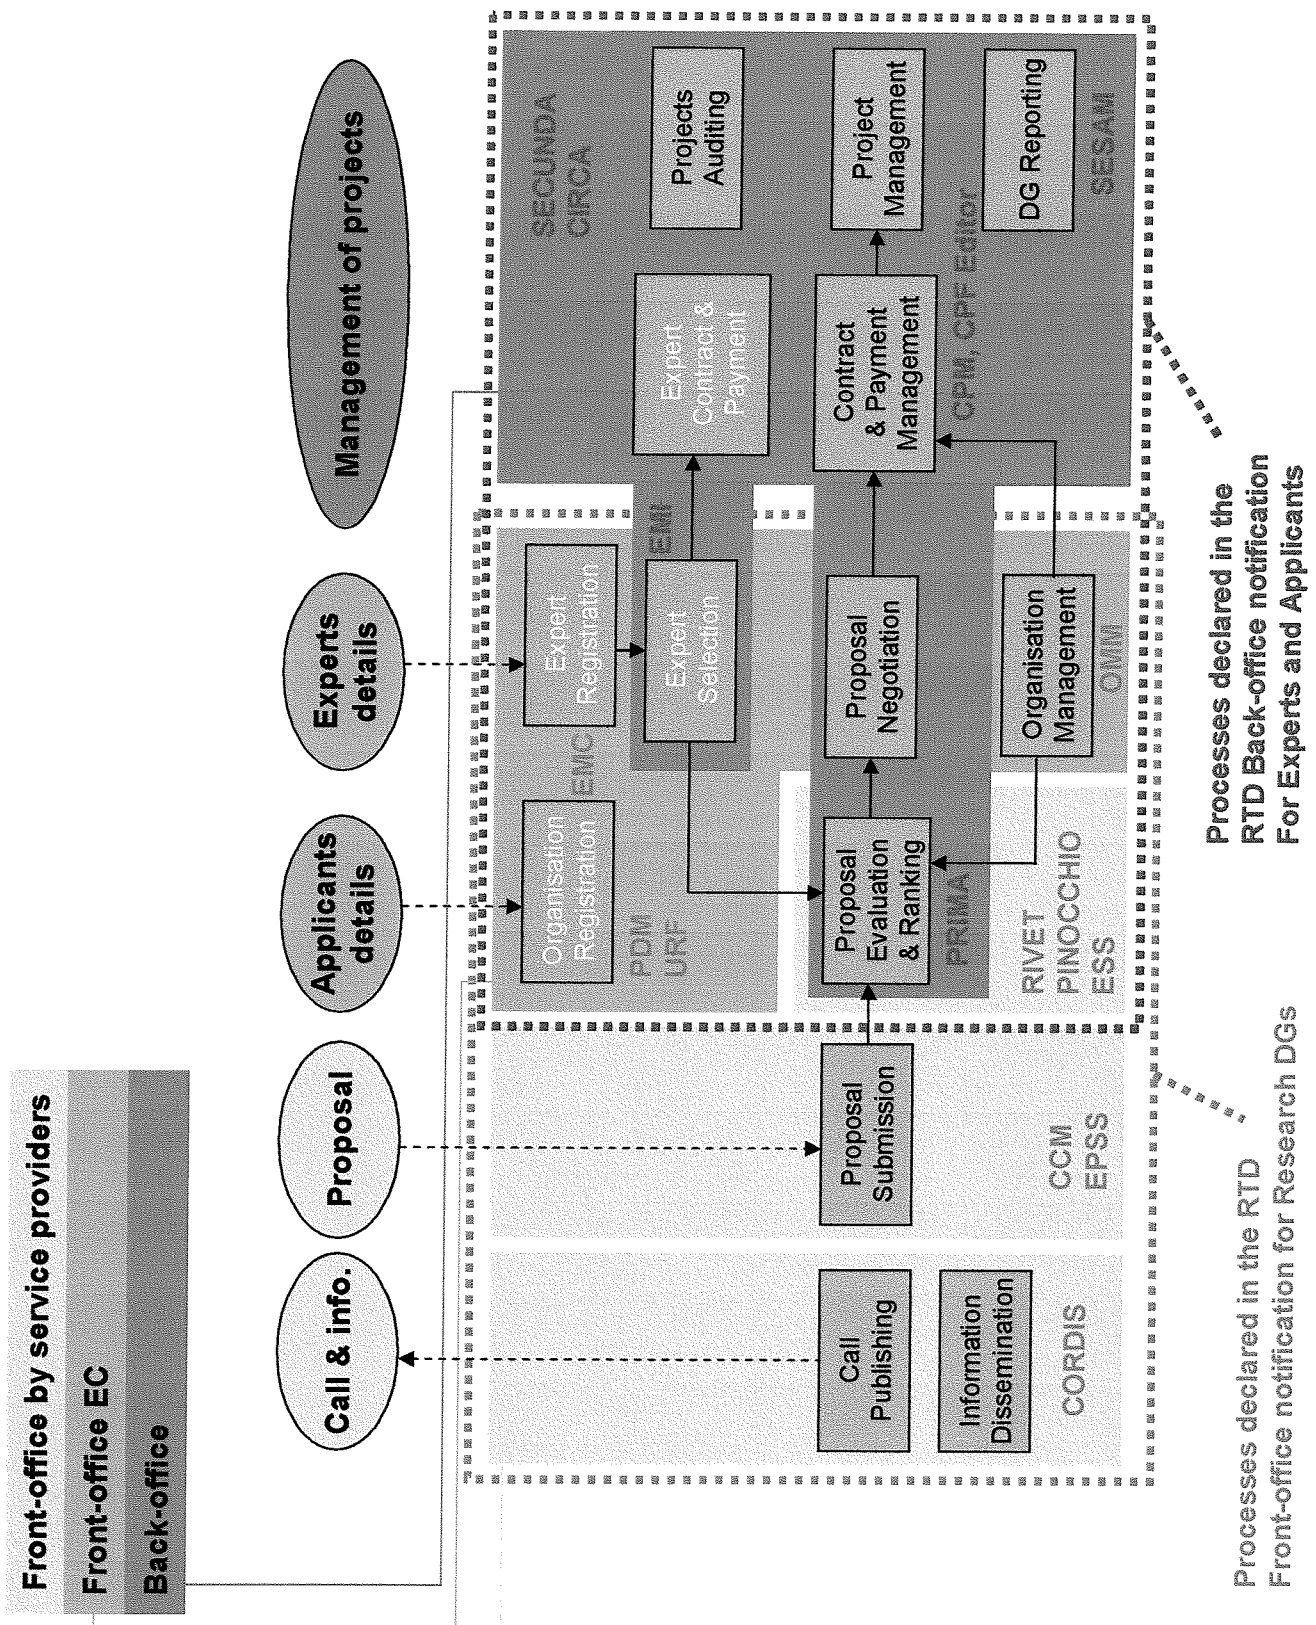 Front-office by service providers
Front-office EC
Back-office
Call & info.
Proposal
Applicants
details
Experts
details
Management of projects
Organisation
Registration
EMC
Expert
Registration
PDM
URF
Expert
Selection
EMI
Expert
Contract &
Payment
SECUNDA
CIRCA
Projects
Auditing
Call
Publishing
Information
Dissemination
CORDIS
Proposal
Submission
CCM
EPSS
Proposal
Evaluation
& Ranking
PRIMA
RIVET
PINOCCHIO
ESS
Proposal
Negotiation
Organisation
Management
OMM
Contract
& Payment
Management
CPM, CPF Editor
Project
Management
DG Reporting
SESAM
Processes declared in the RTD
Front-office notification for Research DGs
Processes declared in the
RTD Back-office notification
For Experts and Applicants